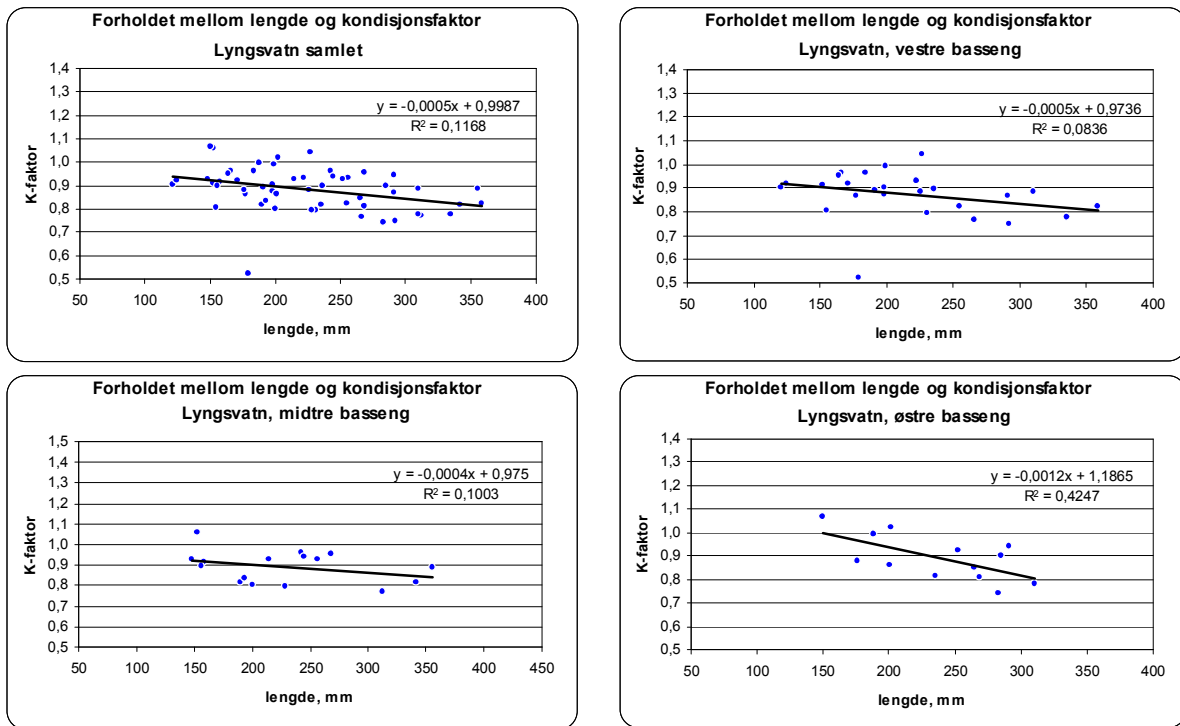 Forholdet mellom lengde og kondisjonsfaktor
Lyngsvatn samlet
1,4
1,3
1,2
1,1
1,0
0,9
0,8
0,7
0,6
0,5
K-faktor
y = -0,0005x + 0,9987
R² = 0,1168
50 100 150 200 250 300 350 400
lengde, mm
Forholdet mellom lengde og kondisjonsfaktor
Lyngsvatn, vestre basseng
1,4
1,3
1,2
1,1
1,0
0,9
0,8
0,7
0,6
0,5
K-faktor
y = -0,0005x + 0,9736
R² = 0,0836
50 100 150 200 250 300 350 400
lengde, mm
Forholdet mellom lengde og kondisjonsfaktor
Lyngsvatn, midtre basseng
1,5
1,4
1,3
1,2
1,1
1,0
0,9
0,8
0,7
0,6
0,5
K-faktor
y = -0,0004x + 0,975
R² = 0,1003
50 100 150 200 250 300 350 400 450
lengde, mm
Forholdet mellom lengde og kondisjonsfaktor
Lyngsvatn, østre basseng
1,4
1,3
1,2
1,1
1,0
0,9
0,8
0,7
0,6
0,5
K-faktor
y = -0,0012x + 1,1865
R² = 0,4247
50 100 150 200 250 300 350 400
lengde, mm